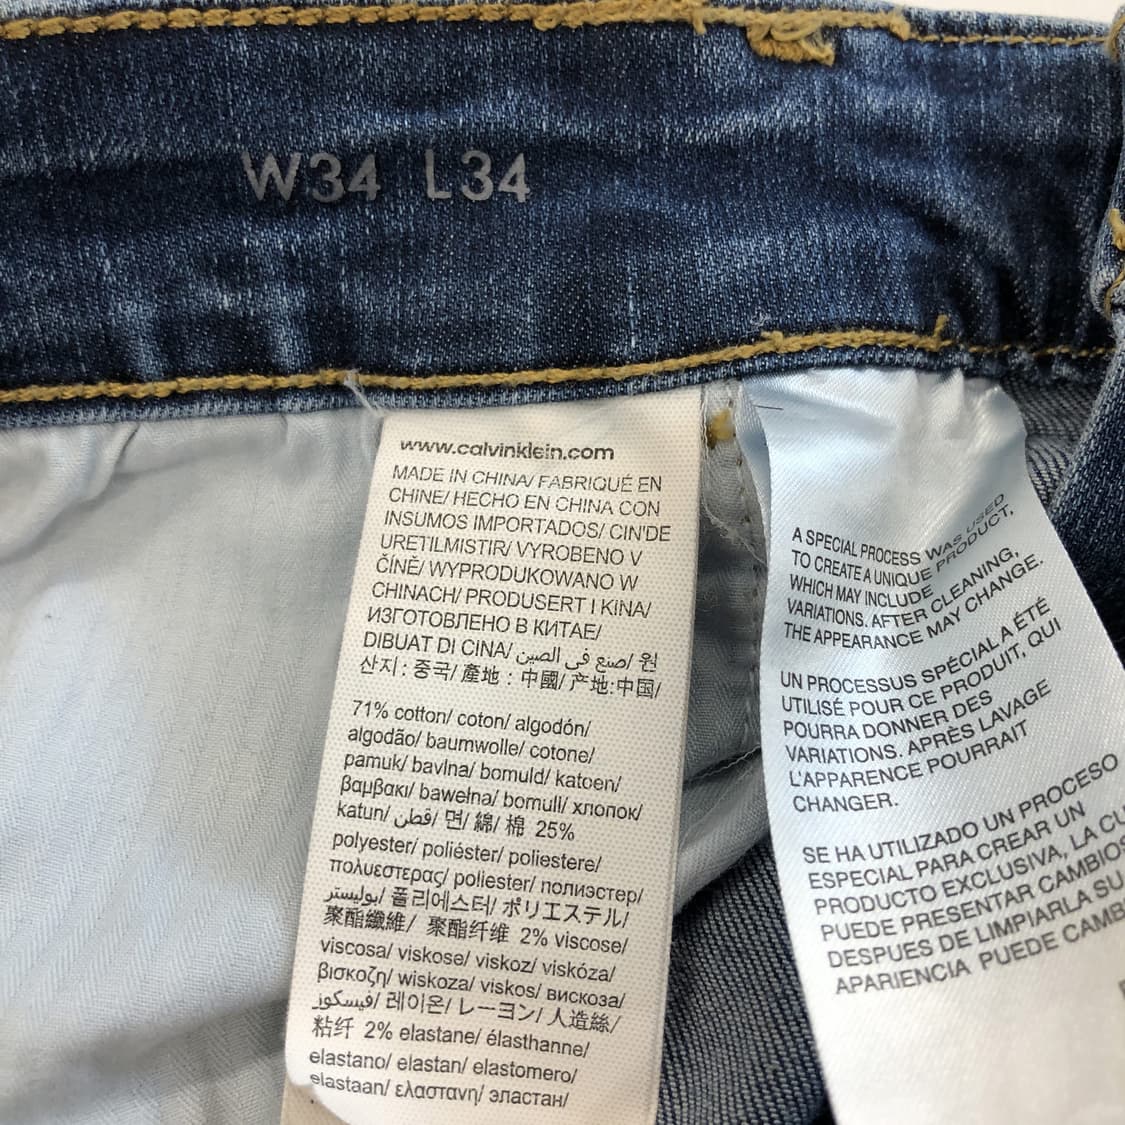 W34 L34
www.calvinklein.com
MADE IN CHINA/ FABRIQUÉ EN
CHINE/ HECHO EN CHINA CON
INSUMOS IMPORTADOS/ CIN'DE
URETILMISTIR/ VYROBENO V
ČÍNĚ/ WYPRODUKOWANO W
CHINACH/ PRODUSERT I KINA/
ИЗГОТОВЛЕНО В КИТАЕ/
DIBUAT DI CINA/ صنع في الصين/ 원
산지 : 중국/ 產地 : 中國/ 产地:中国/
71% cotton/ coton/ algodón/
algodão/ baumwolle/ cotone/
pamuk/ bavlna/ bomuld/ katoen/
βαμβακι/ bawełna/ bomull/ хлопок/
katun/ قطن/ 면/ 綿/ 棉 25%
polyester/ poliéster/ poliestere/
πολυεστερας/ poliester/ полиэстер/
بوليستر/ 폴리에스터/ ポリエステル/
聚酯纖維/ 聚酯纤维 2% viscose/
viscosa/ viskose/ viskoz/ viskóza/
βισκοζη/ wiskoza/ viskos/ вискоза/
فيسكوز/ 레이온/ レーヨン/ 人造絲/
粘纤 2% elastane/ élasthanne/
elastano/ elastan/ elastomero/
elastaan/ ελαστανη/ эластан/
A SPECIAL PROCESS WAS USED
TO CREATE A UNIQUE PRODUCT,
WHICH MAY INCLUDE
VARIATIONS. AFTER CLEANING,
THE APPEARANCE MAY CHANGE.
UN PROCESSUS SPÉCIAL A ÉTÉ
UTILISÉ POUR CE PRODUIT, QUI
POURRA DONNER DES
VARIATIONS. APRÈS LAVAGE
L'APPARENCE POURRAIT
CHANGER.
SE HA UTILIZADO UN PROCESO
ESPECIAL PARA CREAR UN
PRODUCTO EXCLUSIVA, LA CU
PUEDE PRESENTAR CAMBIOS
DESPUES DE LIMPIARLA SU
APARIENCIA PUEDE CAMB